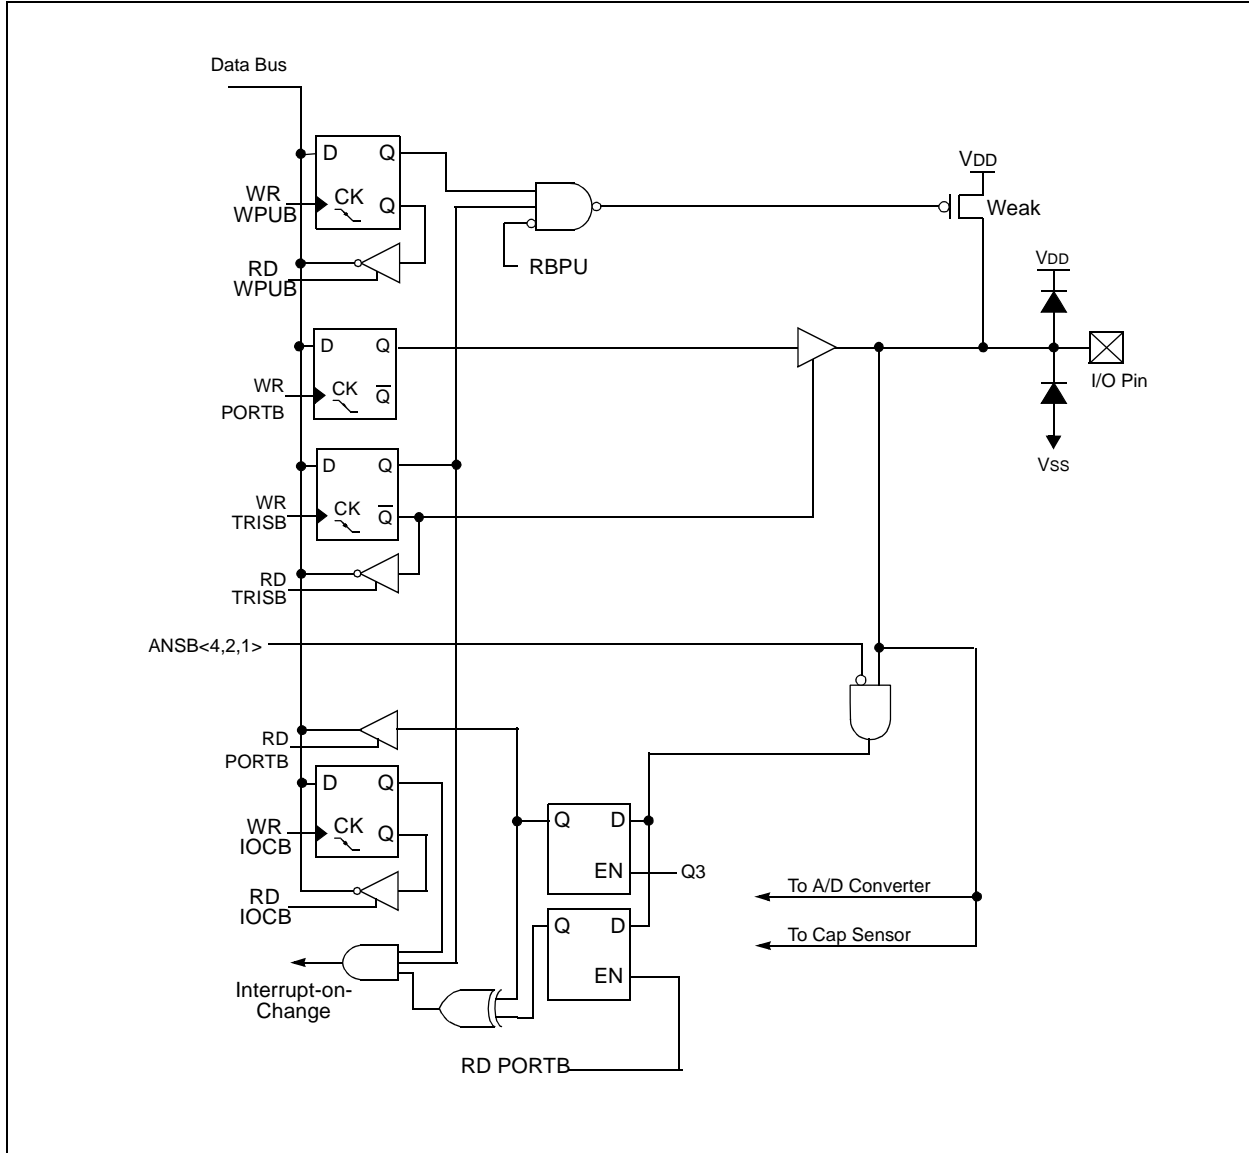 Data Bus
D Q
WR
WPUB
CK
Q
RD
WPUB
RBPU
VDD
Weak
VDD
I/O Pin
VSS
D Q
WR
PORTB
CK
Q
D Q
WR
TRISB
CK
Q
RD
TRISB
ANSB<4,2,1>
RD
PORTB
D Q
WR
IOCB
CK
Q
RD
IOCB
Q D
EN
Q3
Q D
EN
To A/D Converter
To Cap Sensor
Interrupt-on-
Change
RD PORTB